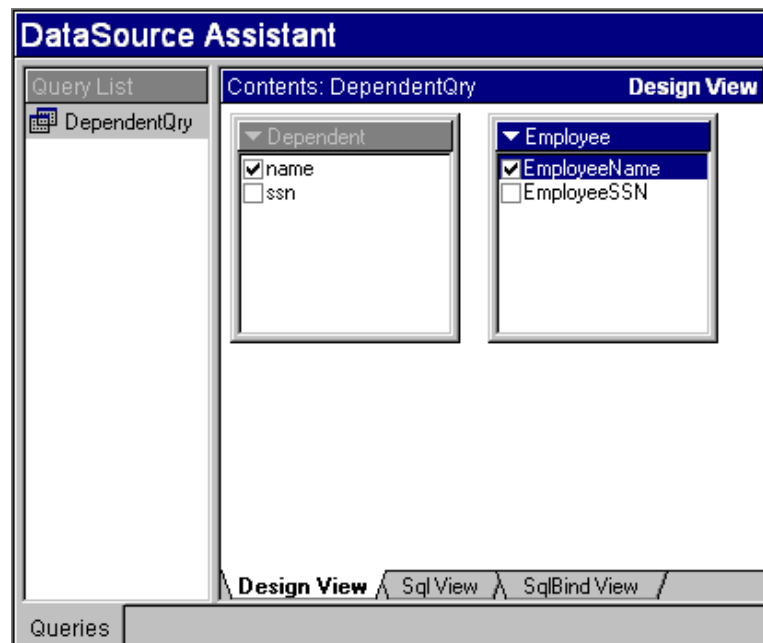 DataSource Assistant
Query List
DependentQry
Contents: DependentQry Design View
Dependent
name
ssn
Employee
EmployeeName
EmployeeSSN
Design View Sql View SqlBind View
Queries